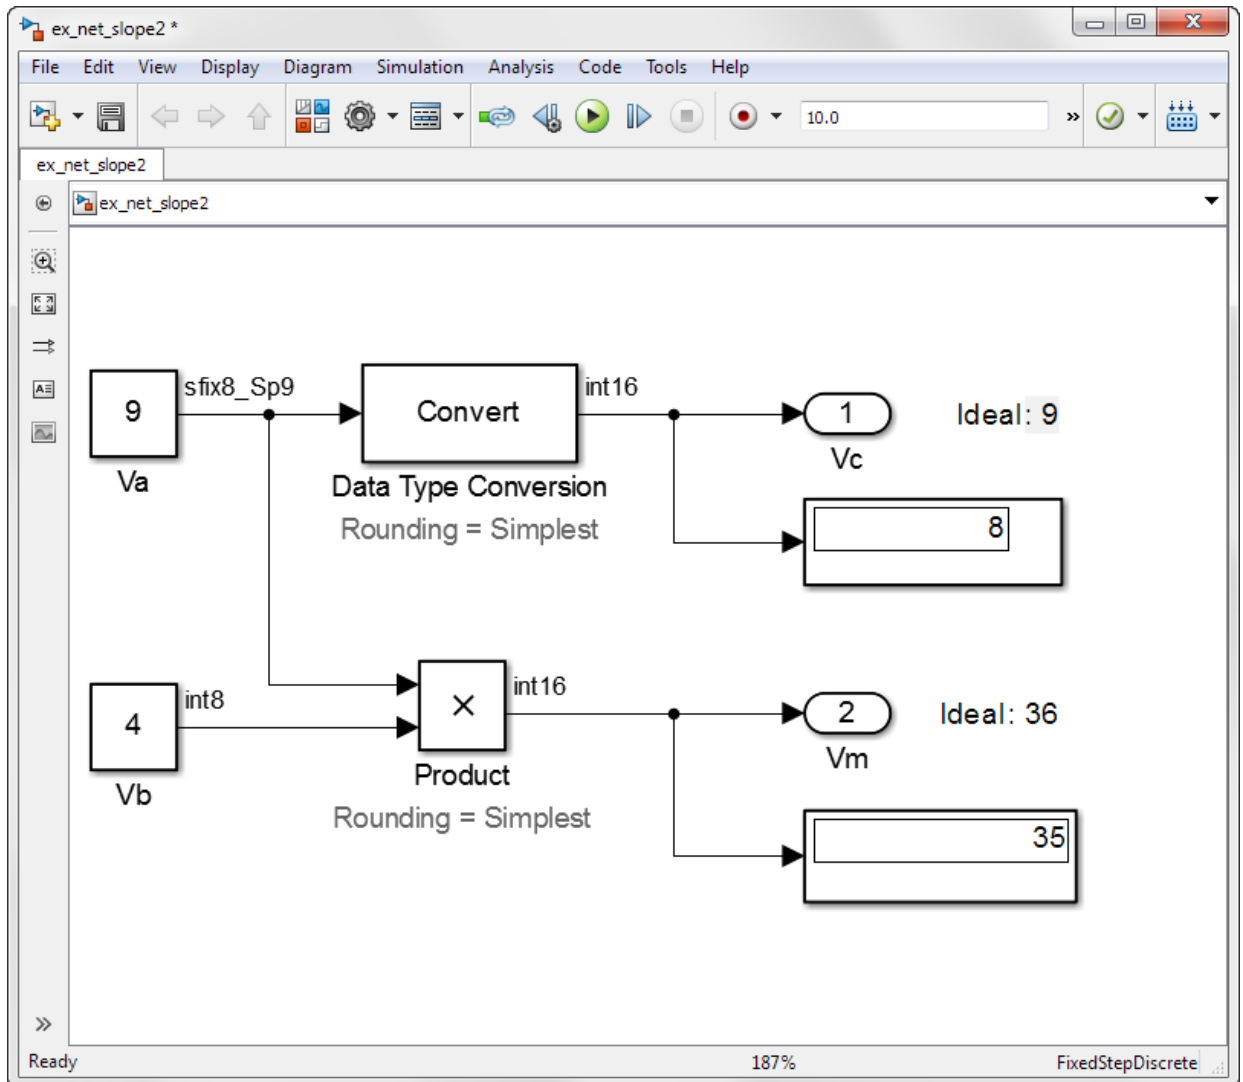 ex_net_slope2 *
File Edit View Display Diagram Simulation Analysis Code Tools Help
10.0
»
ex_net_slope2
ex_net_slope2
9
sfix8_Sp9
Convert
int16
1
Ideal: 9
Va
Vc
Data Type Conversion
Rounding = Simplest
8
4
int8
×
int16
2
Ideal: 36
Vb
Product
Vm
Rounding = Simplest
35
»
Ready 187% FixedStepDiscrete